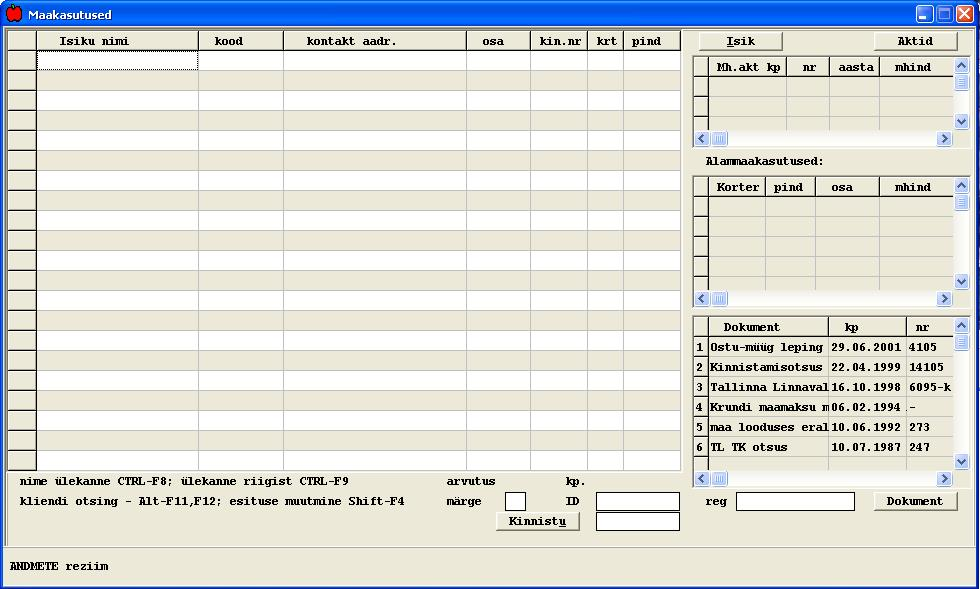 Maakasutused
Isiku nimi kood kontakt aadr. osa kin.nr krt pind
Isik Aktid
Mh.akt kp nr aasta mhind
Alammaakasutused:
Korter pind osa mhind
Dokument kp nr
1 Ostu-müüg leping 29.06.2001 4105
2 Kinnistamisotsus 22.04.1999 14105
3 Tallinna Linnaval 16.10.1998 6095-k
4 Krundi maamaksu m 06.02.1994 .-
5 maa looduses eral 10.06.1992 273
6 TL TK otsus 10.07.1987 247
nime ülekanne CTRL-F8; ülekanne riigist CTRL-F9 arvutus kp.
kliendi otsing - Alt-F11,F12; esituse muutmine Shift-F4 märge ID reg Dokument
Kinnistu
ANDMETE reziim